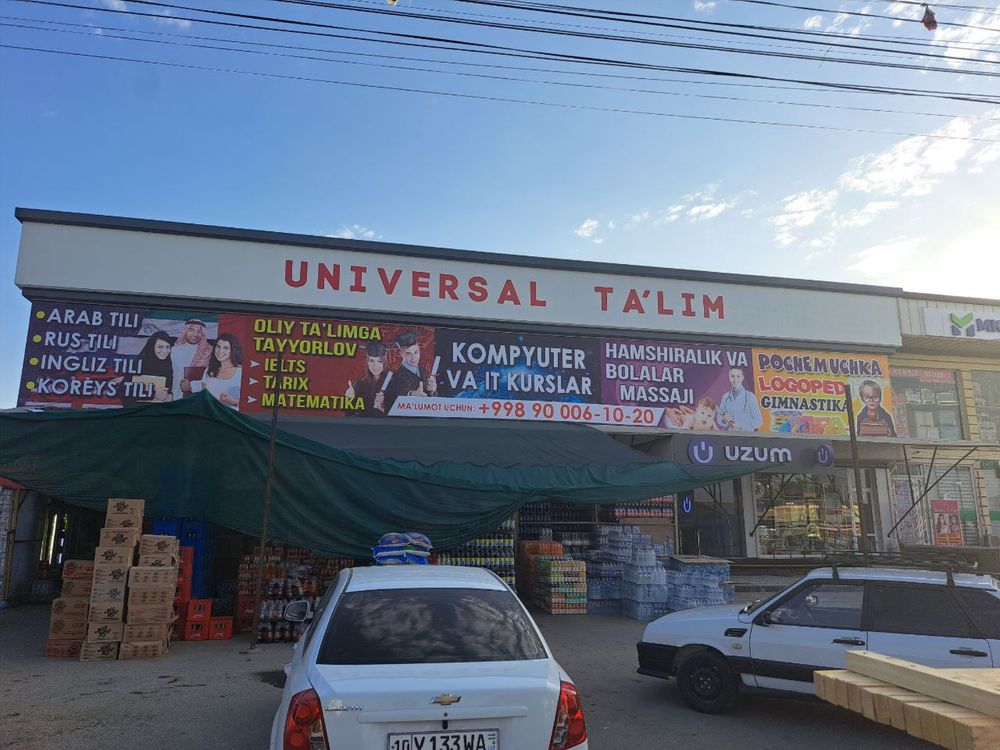 UNIVERSAL TA'LIM
• ARAB TILI
• RUS TILI
• INGLIZ TILI
• KOREYS TILI
OLIY TA'LIMGA
TAYYORLOV
➤ IELTS
➤ TARIX
➤ MATEMATIKA
KOMPYUTER
VA IT KURSLAR
MA'LUMOT UCHUN: +998 90 006-10-20
HAMSHIRALIK VA
BOLALAR
MASSAJI
POCHEMUCHKA
LOGOPED
GIMNASTIKA
UZUM
10 Y133WA